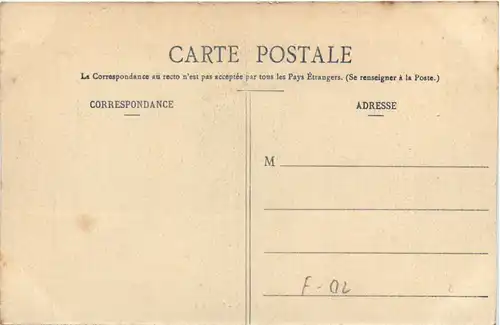 CARTE POSTALE
La Correspondance au recto n'est pas acceptée par tous les Pays Étrangers. (Se renseigner à la Poste.)
CORRESPONDANCE
ADRESSE
M
F-02